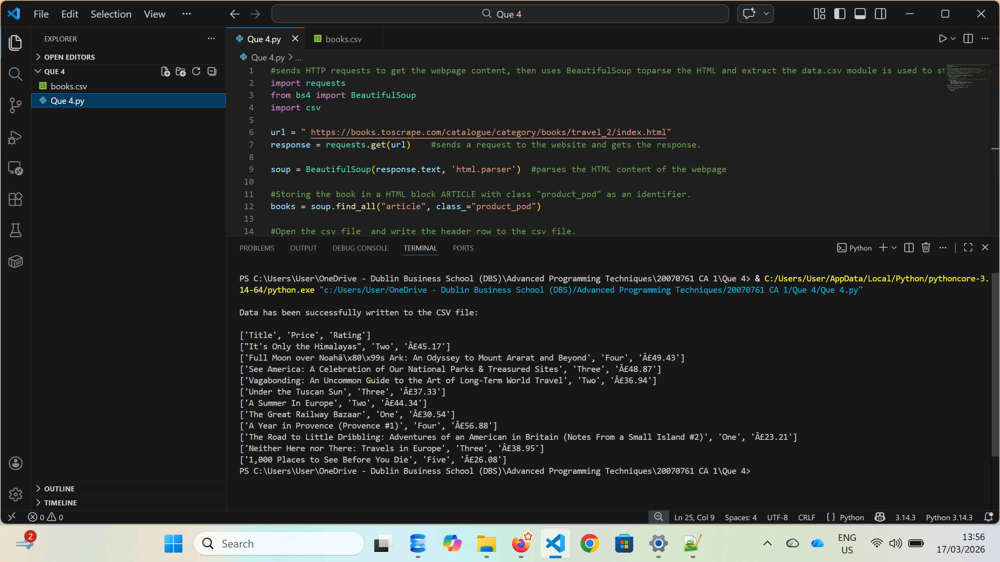 File Edit Selection View ... Que 4
EXPLORER
OPEN EDITORS
QUE 4
books.csv
Que 4.py
OUTLINE
TIMELINE
Que 4.py books.csv
Que 4.py > ...
1 #sends HTTP requests to get the webpage content, then uses BeautifulSoup toparse the HTML and extract the data.csv module is used to st
2 import requests
3 from bs4 import BeautifulSoup
4 import csv
5
6 url = " https://books.toscrape.com/catalogue/category/books/travel_2/index.html"
7 response = requests.get(url) #sends a request to the website and gets the response.
8
9 soup = BeautifulSoup(response.text, 'html.parser') #parses the HTML content of the webpage
10
11 #Storing the book in a HTML block ARTICLE with class "product_pod" as an identifier.
12 books = soup.find_all("article", class_="product_pod")
13
14 #Open the csv file  and write the header row to the csv file.
PROBLEMS OUTPUT DEBUG CONSOLE TERMINAL PORTS Python
PS C:\Users\User\OneDrive - Dublin Business School (DBS)\Advanced Programming Techniques\20070761 CA 1\Que 4> & C:/Users/User/AppData/Local/Python/pythoncore-3.
14-64/python.exe "c:/Users/User/OneDrive - Dublin Business School (DBS)/Advanced Programming Techniques/20070761 CA 1/Que 4/Que 4.py"
Data has been successfully written to the CSV file:
['Title', 'Price', 'Rating']
["It's Only the Himalayas", 'Two', 'Â£45.17']
['Full Moon over Noahâ\x80\x99s Ark: An Odyssey to Mount Ararat and Beyond', 'Four', 'Â£49.43']
['See America: A Celebration of Our National Parks & Treasured Sites', 'Three', 'Â£48.87']
['Vagabonding: An Uncommon Guide to the Art of Long-Term World Travel', 'Two', 'Â£36.94']
['Under the Tuscan Sun', 'Three', 'Â£37.33']
['A Summer In Europe', 'Two', 'Â£44.34']
['The Great Railway Bazaar', 'One', 'Â£30.54']
['A Year in Provence (Provence #1)', 'Four', 'Â£56.88']
['The Road to Little Dribbling: Adventures of an American in Britain (Notes From a Small Island #2)', 'One', 'Â£23.21']
['Neither Here nor There: Travels in Europe', 'Three', 'Â£38.95']
['1,000 Places to See Before You Die', 'Five', 'Â£26.08']
PS C:\Users\User\OneDrive - Dublin Business School (DBS)\Advanced Programming Techniques\20070761 CA 1\Que 4>
0 0 Ln 25, Col 9 Spaces: 4 UTF-8 CRLF {} Python 3.14.3 Python 3.14.3
2 Search ENG 13:56
US 17/03/2026